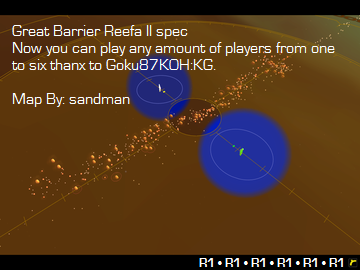 Great Barrier Reefa II spec
Now you can play any amount of players from one
to six thanx to Goku87KOH:KG.
Map By: sandman
R1 • R1 • R1 • R1 • R1 • R1 r